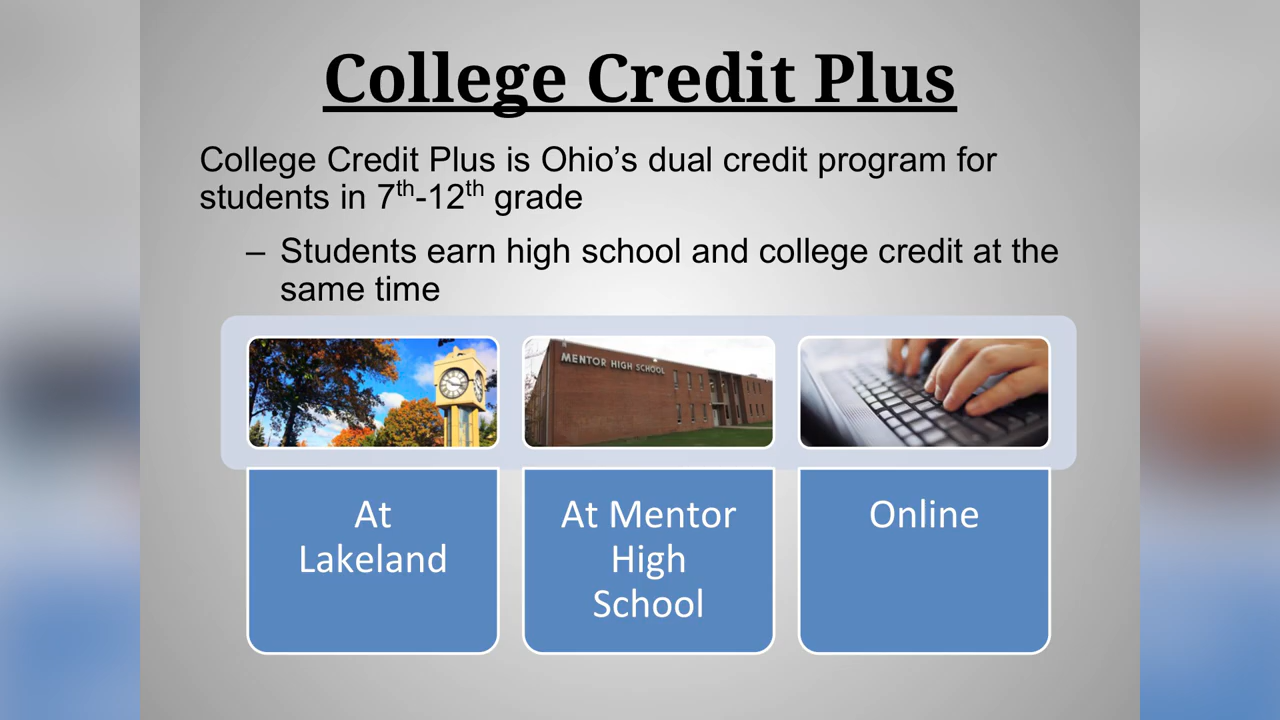 College Credit Plus
College Credit Plus is Ohio’s dual credit program for
students in 7th-12th grade
– Students earn high school and college credit at the
same time
MENTOR HIGH SCHOOL
At
Lakeland
At Mentor
High
School
Online